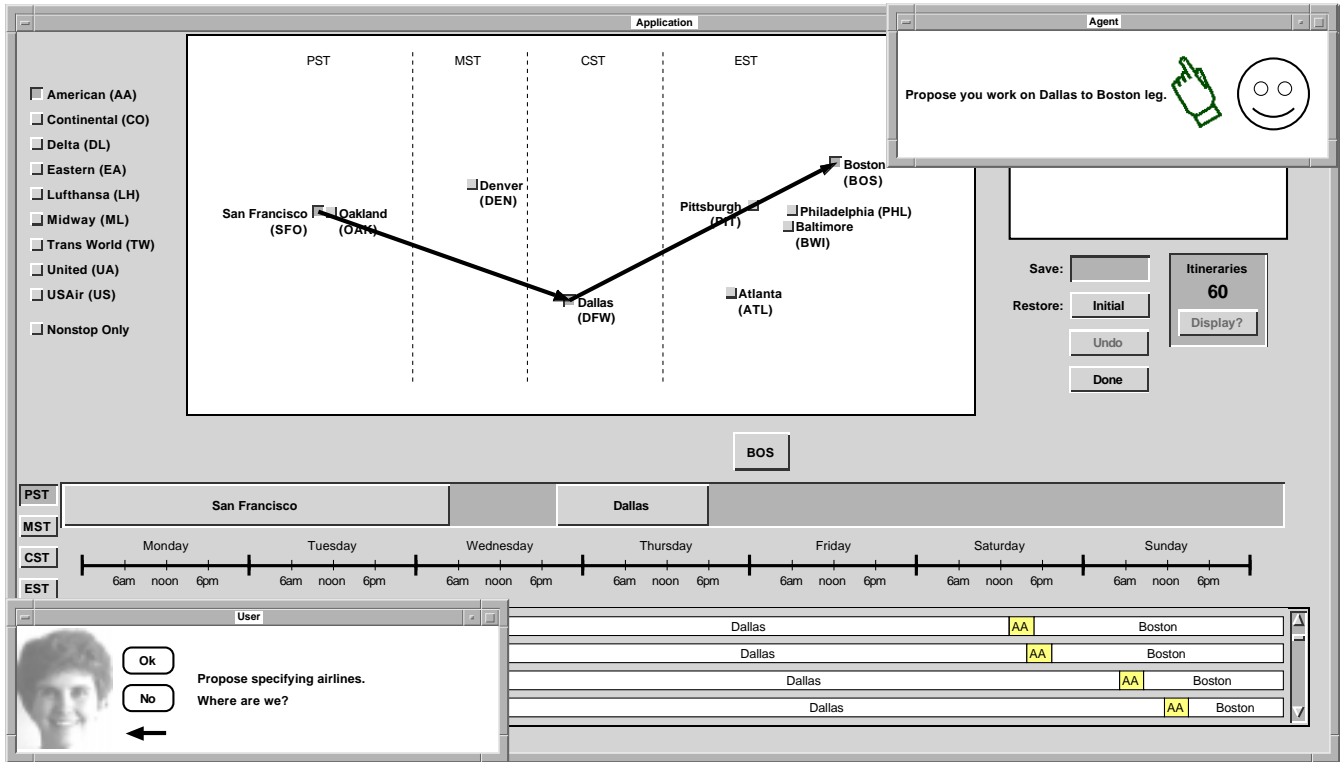 Application
Agent
Propose you work on Dallas to Boston leg.
PST MST CST EST
American (AA)
Continental (CO)
Delta (DL)
Eastern (EA)
Lufthansa (LH)
Midway (ML)
Trans World (TW)
United (UA)
USAir (US)
Nonstop Only
San Francisco
(SFO)
Oakland
(OAK)
Denver
(DEN)
Dallas
(DFW)
Pittsburgh
(PIT)
Boston
(BOS)
Philadelphia (PHL)
Baltimore
(BWI)
Atlanta
(ATL)
Save:
Restore:
Initial
Undo
Done
Itineraries
60
Display?
BOS
PST
MST
CST
EST
San Francisco Dallas
Monday Tuesday Wednesday Thursday Friday Saturday Sunday
6am noon 6pm 6am noon 6pm 6am noon 6pm 6am noon 6pm 6am noon 6pm 6am noon 6pm 6am noon 6pm
Dallas AA Boston
Dallas AA Boston
Dallas AA Boston
Dallas AA Boston
User
Ok
No
Propose specifying airlines.
Where are we?